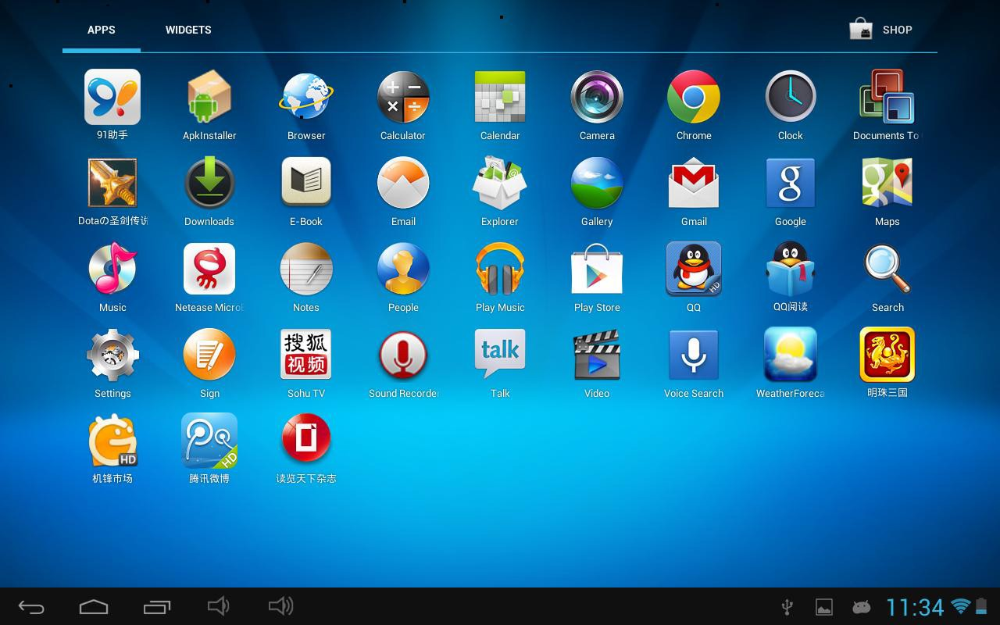 APPS WIDGETS SHOP
91助手 ApkInstaller Browser Calculator Calendar Camera Chrome Clock Documents To
Dotaの圣剑传说 Downloads E-Book Email Explorer Gallery Gmail Google Maps
Music Netease Microb Notes People Play Music Play Store QQ QQ阅读 Search
HD
talk
搜狐
视频
Settings Sign Sohu TV Sound Recorder Talk Video Voice Search WeatherForeca 明珠三国
HD HD
机锋市场 腾讯微博 读览天下杂志
11:34